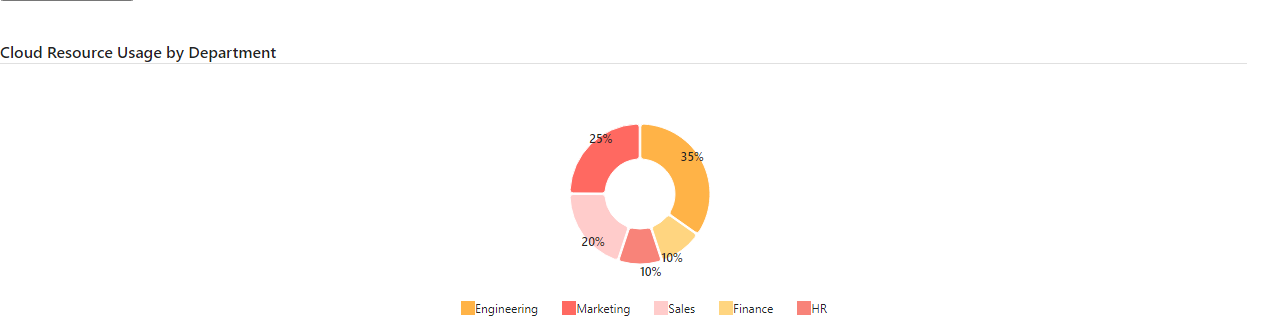 Cloud Resource Usage by Department
25%
35%
20%
10%
10%
Engineering Marketing Sales Finance HR